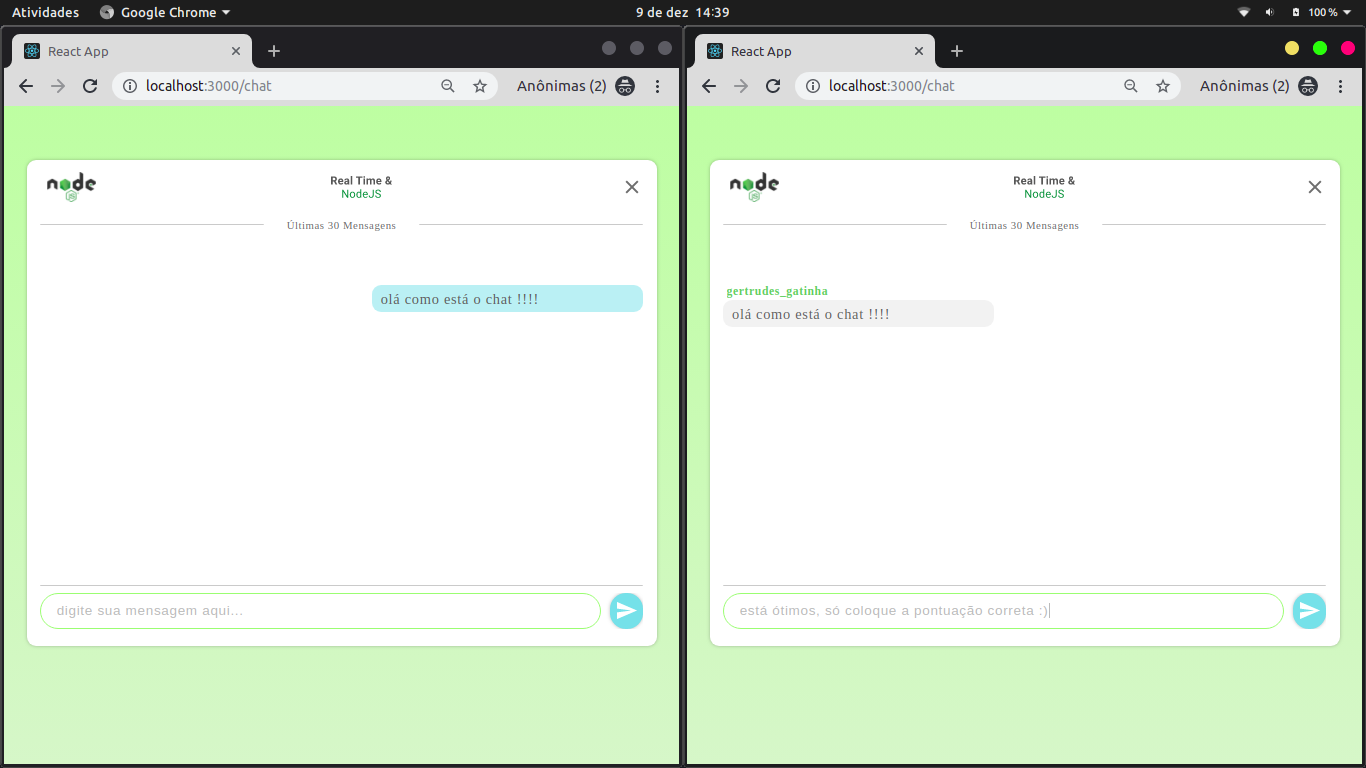 Atividades Google Chrome 9 de dez 14:39 100%
React App
localhost:3000/chat Anônimas (2)
node
JS
Real Time &
NodeJS
Últimas 30 Mensagens
olá como está o chat !!!!
digite sua mensagem aqui...
React App
localhost:3000/chat Anônimas (2)
node
JS
Real Time &
NodeJS
Últimas 30 Mensagens
gertrudes_gatinha
olá como está o chat !!!!
está ótimos, só coloque a pontuação correta :)